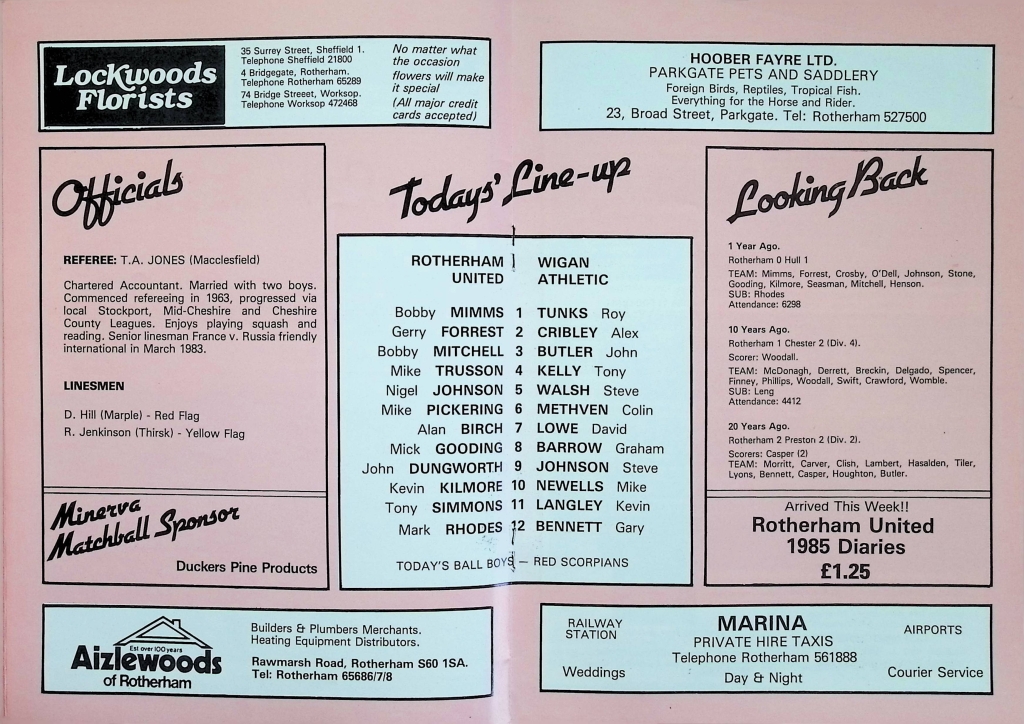 Lockwoods
Florists
35 Surrey Street, Sheffield 1.
Telephone Sheffield 21800
4 Bridgegate, Rotherham.
Telephone Rotherham 65289
74 Bridge Streeet, Worksop.
Telephone Worksop 472468
No matter what
the occasion
flowers will make
it special
(All major credit
cards accepted)
HOOBER FAYRE LTD.
PARKGATE PETS AND SADDLERY
Foreign Birds, Reptiles, Tropical Fish.
Everything for the Horse and Rider.
23, Broad Street, Parkgate. Tel: Rotherham 527500
Officials
REFEREE: T.A. JONES (Macclesfield)
Chartered Accountant. Married with two boys.
Commenced refereeing in 1963, progressed via
local Stockport, Mid-Cheshire and Cheshire
County Leagues. Enjoys playing squash and
reading. Senior linesman France v. Russia friendly
international in March 1983.
LINESMEN
D. Hill (Marple) - Red Flag
R. Jenkinson (Thirsk) - Yellow Flag
Minerva
Matchball Sponsor
Duckers Pine Products
Todays' Line-up
ROTHERHAM WIGAN
UNITED ATHLETIC
Bobby MIMMS 1 TUNKS Roy
Gerry FORREST 2 CRIBLEY Alex
Bobby MITCHELL 3 BUTLER John
Mike TRUSSON 4 KELLY Tony
Nigel JOHNSON 5 WALSH Steve
Mike PICKERING 6 METHVEN Colin
Alan BIRCH 7 LOWE David
Mick GOODING 8 BARROW Graham
John DUNGWORTH 9 JOHNSON Steve
Kevin KILMORE 10 NEWELLS Mike
Tony SIMMONS 11 LANGLEY Kevin
Mark RHODES 12 BENNETT Gary
TODAY'S BALL BOYS — RED SCORPIANS
Looking Back
1 Year Ago.
Rotherham 0 Hull 1
TEAM: Mimms, Forrest, Crosby, O'Dell, Johnson, Stone,
Gooding, Kilmore, Seasman, Mitchell, Henson.
SUB: Rhodes
Attendance: 6298
10 Years Ago.
Rotherham 1 Chester 2 (Div. 4).
Scorer: Woodall.
TEAM: McDonagh, Derrett, Breckin, Delgado, Spencer,
Finney, Phillips, Woodall, Swift, Crawford, Womble.
SUB: Leng
Attendance: 4412
20 Years Ago.
Rotherham 2 Preston 2 (Div. 2).
Scorers: Casper (2)
TEAM: Morritt, Carver, Clish, Lambert, Hasalden, Tiler,
Lyons, Bennett, Casper, Houghton, Butler.
Arrived This Week!!
Rotherham United
1985 Diaries
£1.25
Est over 100 years
Aizlewoods
of Rotherham
Builders & Plumbers Merchants.
Heating Equipment Distributors.
Rawmarsh Road, Rotherham S60 1SA.
Tel: Rotherham 65686/7/8
RAILWAY
STATION
Weddings
MARINA
PRIVATE HIRE TAXIS
Telephone Rotherham 561888
Day & Night
AIRPORTS
Courier Service